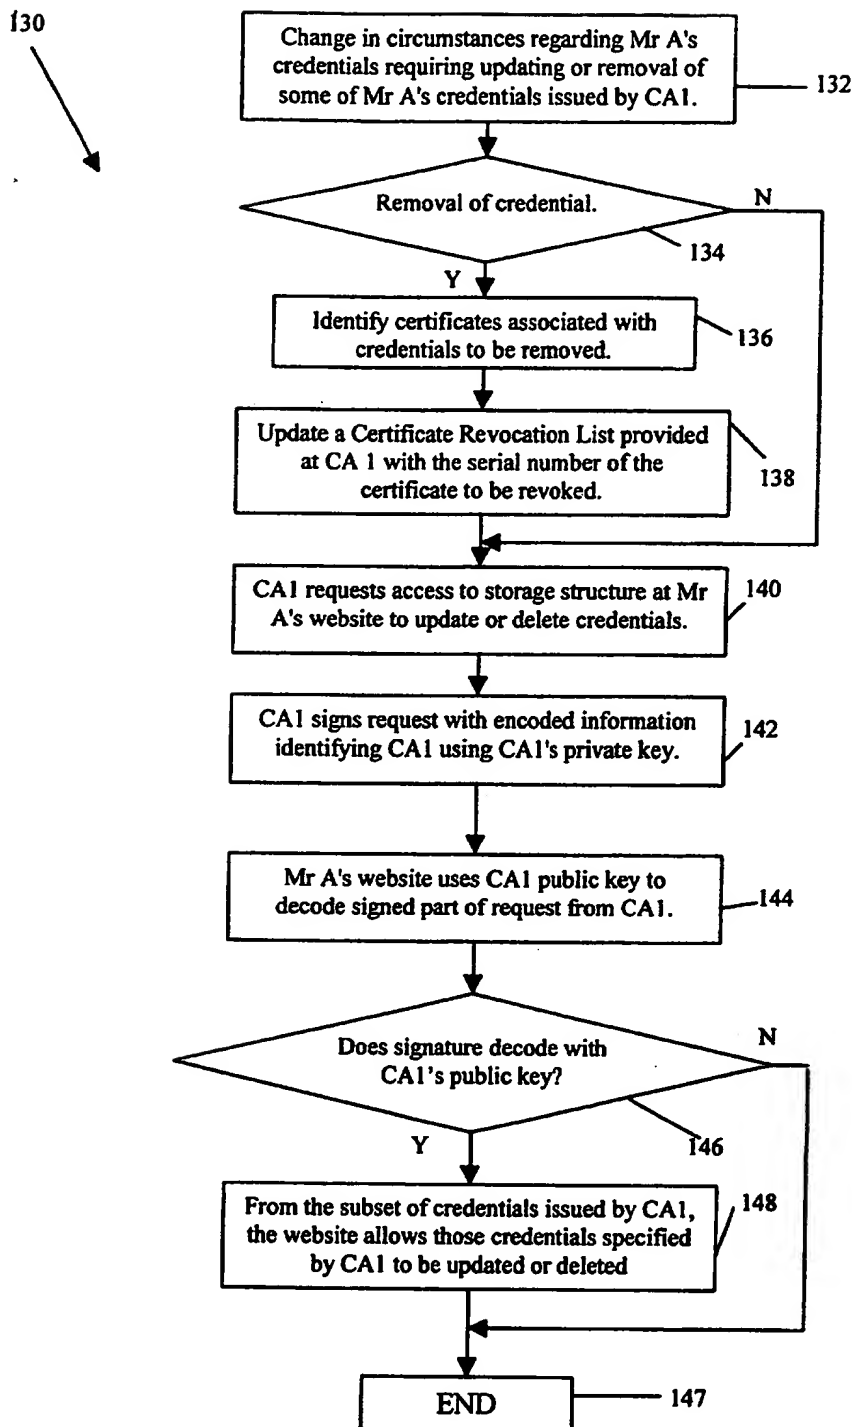 130
Change in circumstances regarding Mr A's
credentials requiring updating or removal of
some of Mr A's credentials issued by CA1.
132
Removal of credential.
N
134
Y
Identify certificates associated with
credentials to be removed.
136
Update a Certificate Revocation List provided
at CA 1 with the serial number of the
certificate to be revoked.
138
CA1 requests access to storage structure at Mr
A's website to update or delete credentials.
140
CA1 signs request with encoded information
identifying CA1 using CA1's private key.
142
Mr A's website uses CA1 public key to
decode signed part of request from CA1.
144
Does signature decode with
CA1's public key?
N
146
Y
From the subset of credentials issued by CA1,
the website allows those credentials specified
by CA1 to be updated or deleted
148
END
147